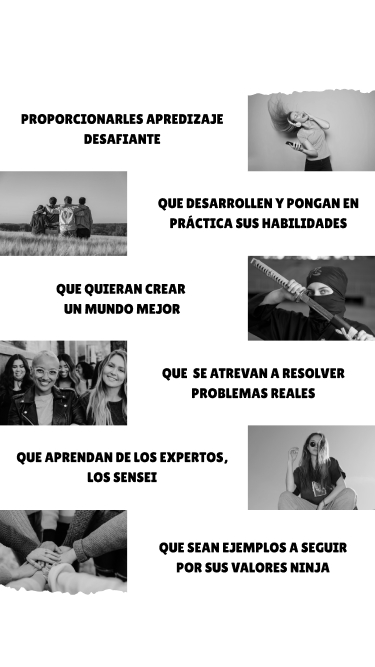 PROPORCIONARLES APREDIZAJE
DESAFIANTE
QUE DESARROLLEN Y PONGAN EN
PRÁCTICA SUS HABILIDADES
QUE QUIERAN CREAR
UN MUNDO MEJOR
QUE SE ATREVAN A RESOLVER
PROBLEMAS REALES
QUE APRENDAN DE LOS EXPERTOS,
LOS SENSEI
QUE SEAN EJEMPLOS A SEGUIR
POR SUS VALORES NINJA